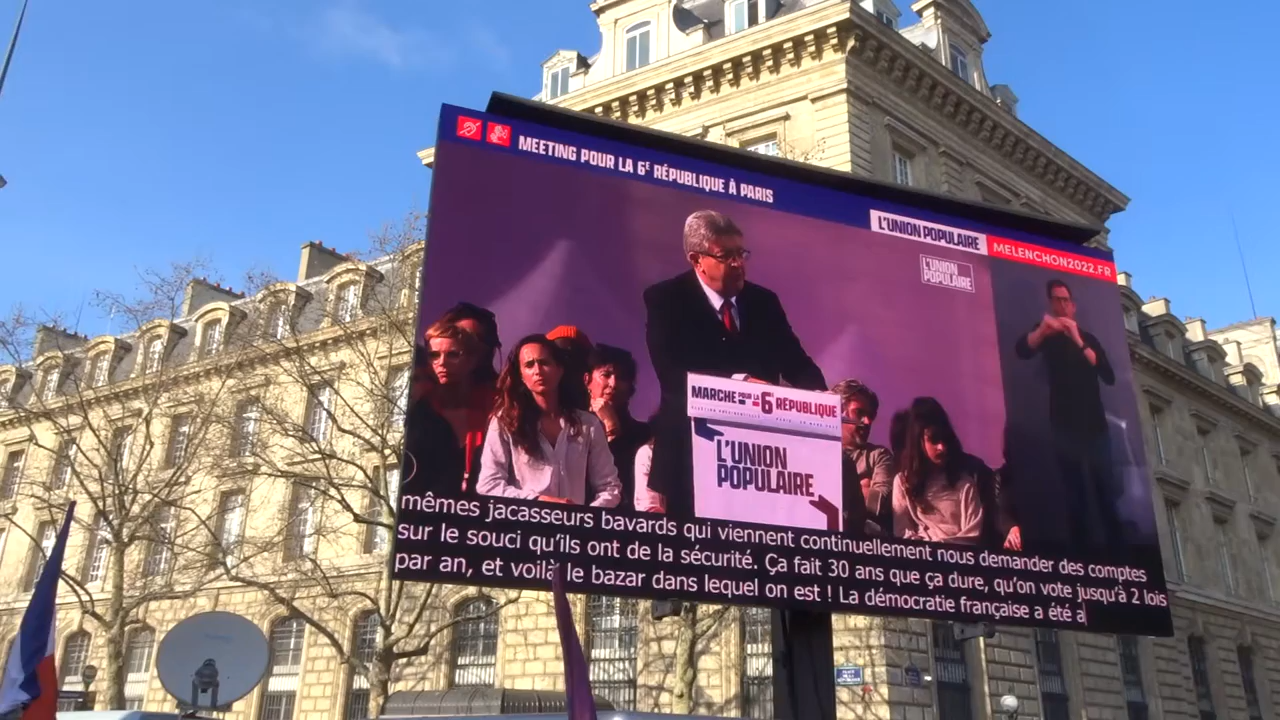 MEETING POUR LA 6E RÉPUBLIQUE À PARIS
L'UNION POPULAIRE
MELENCHON2022.FR
L'UNION
POPULAIRE
MARCHE POUR LA 6E RÉPUBLIQUE
L'UNION
POPULAIRE
mêmes jacasseurs bavards qui viennent continuellement nous demander des comptes
sur le souci qu'ils ont de la sécurité. Ça fait 30 ans que ça dure, qu'on vote jusqu'à 2 lois
par an, et voilà le bazar dans lequel on est ! La démocratie française a été a